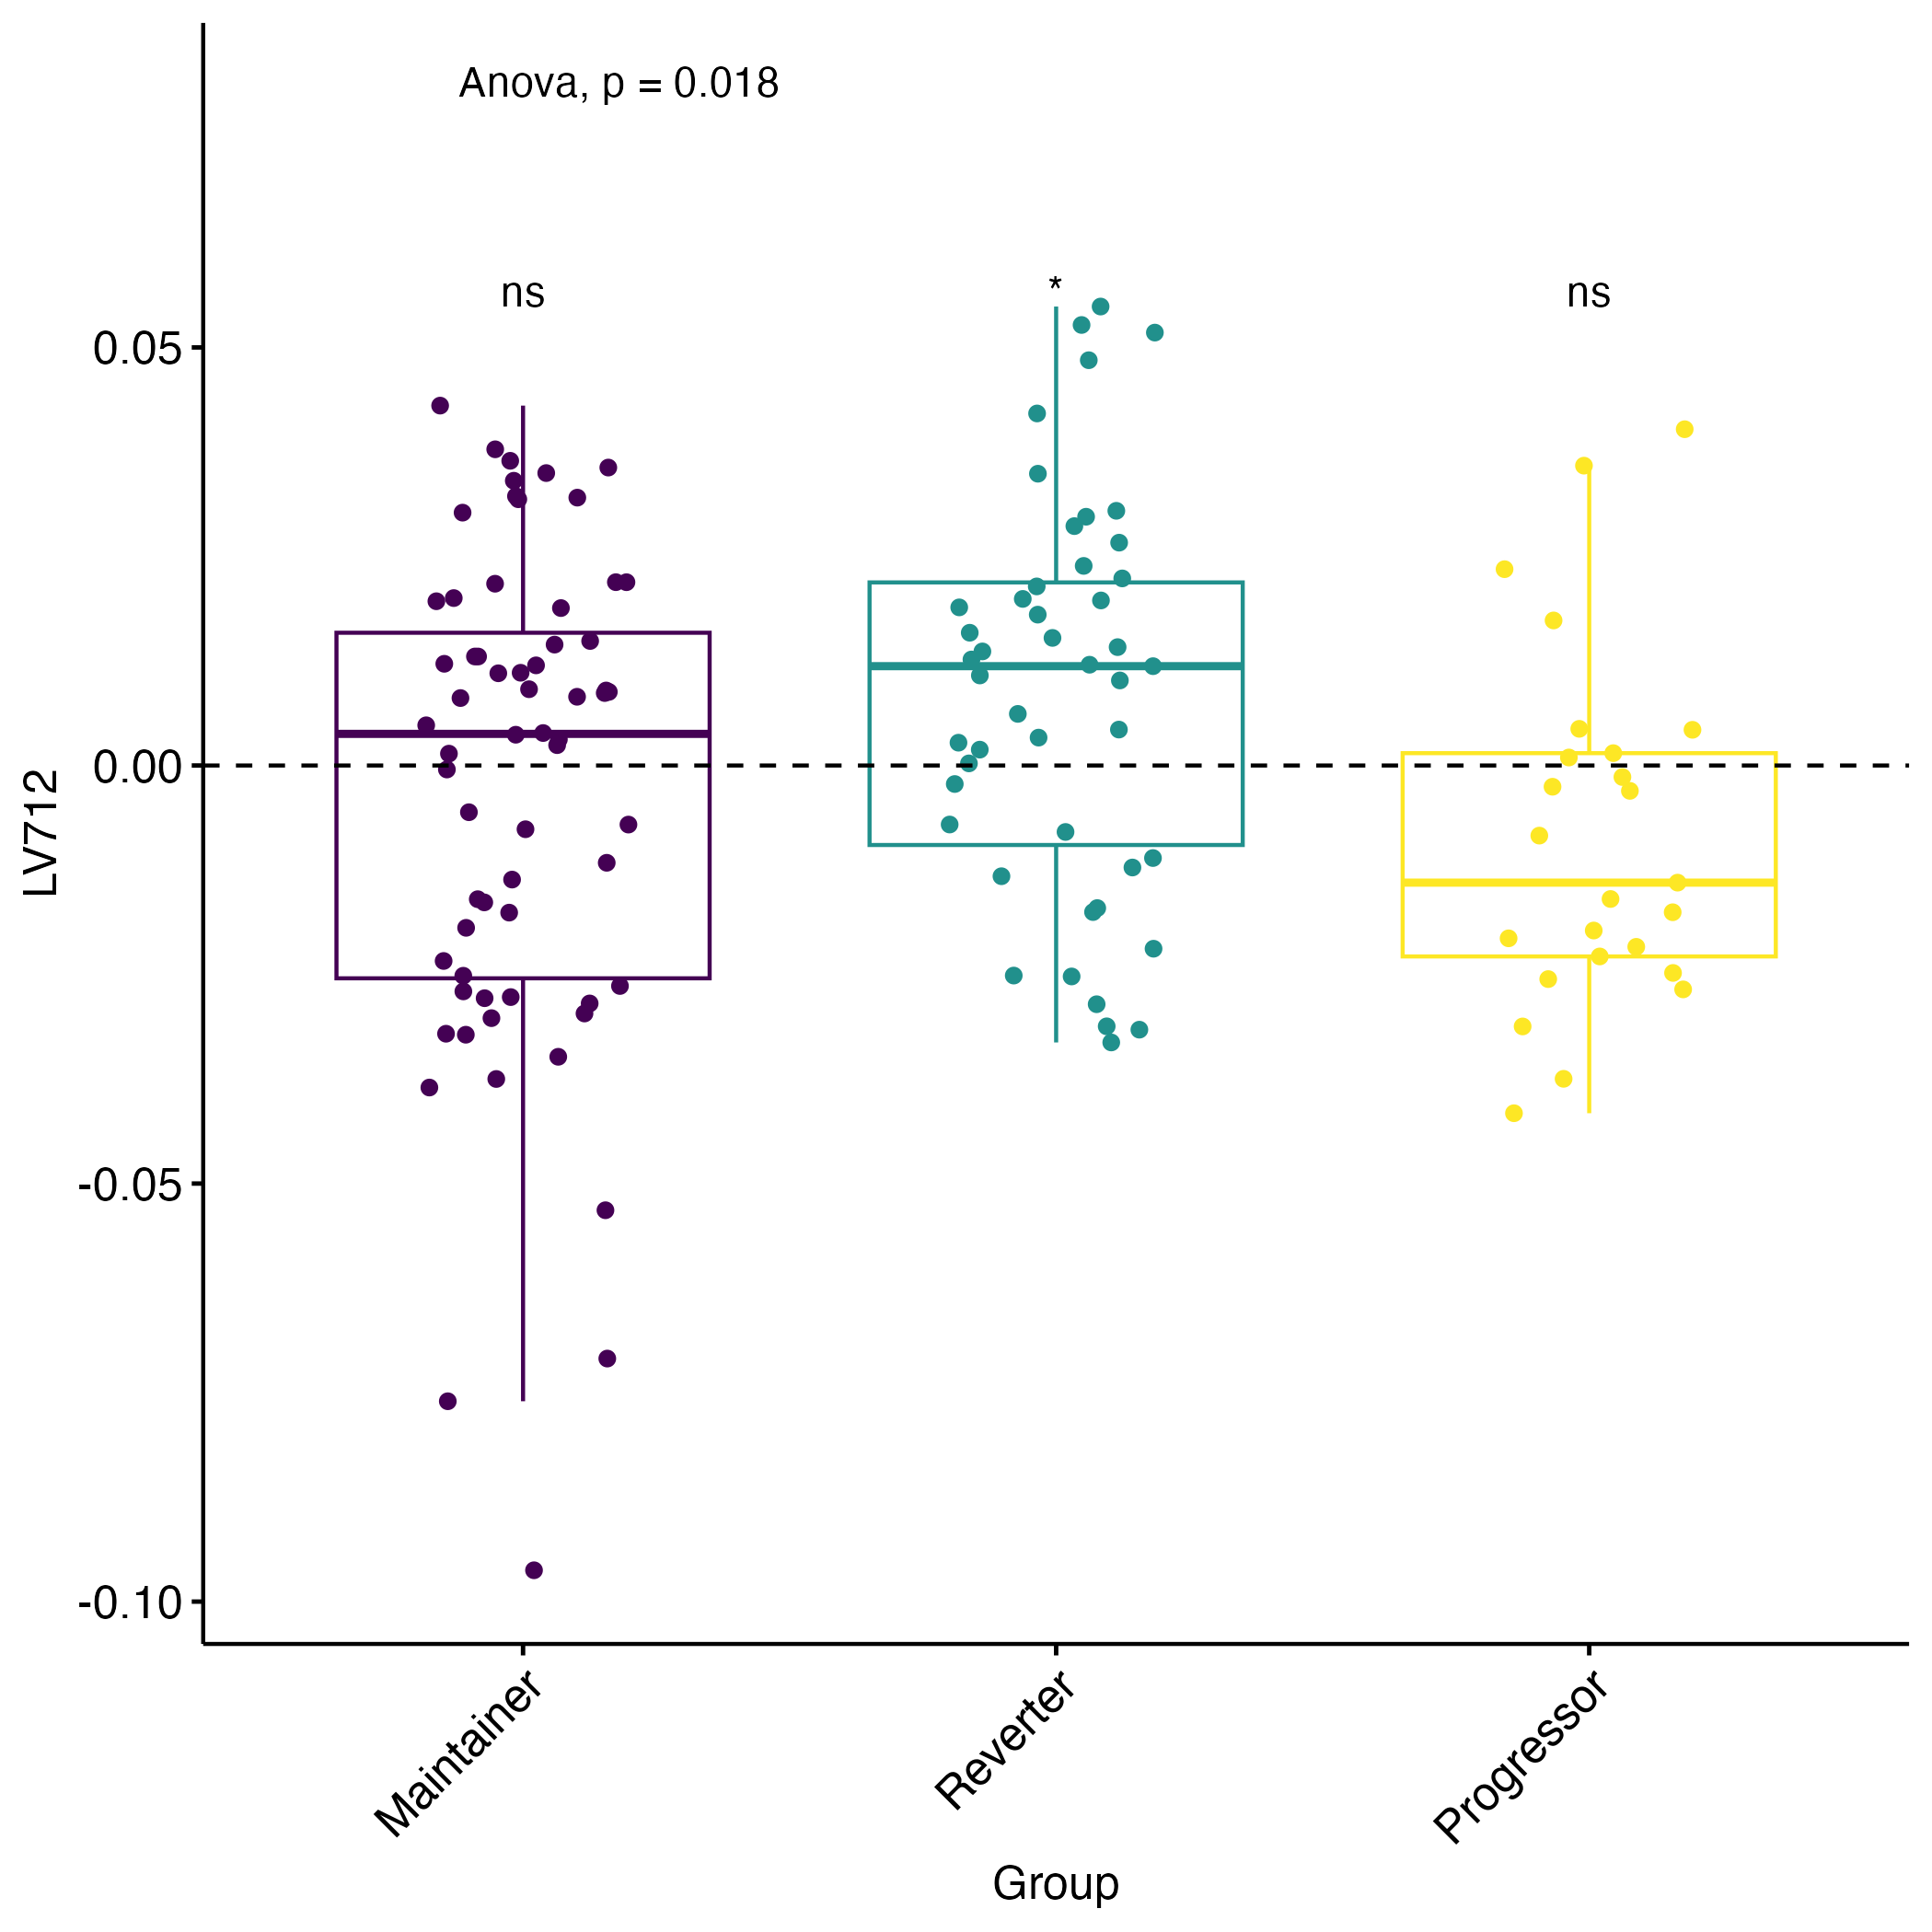 Anova, p = 0.018
ns
*
ns
0.05
0.00
-0.05
-0.10
LV712
Maintainer
Reverter
Progressor
Group